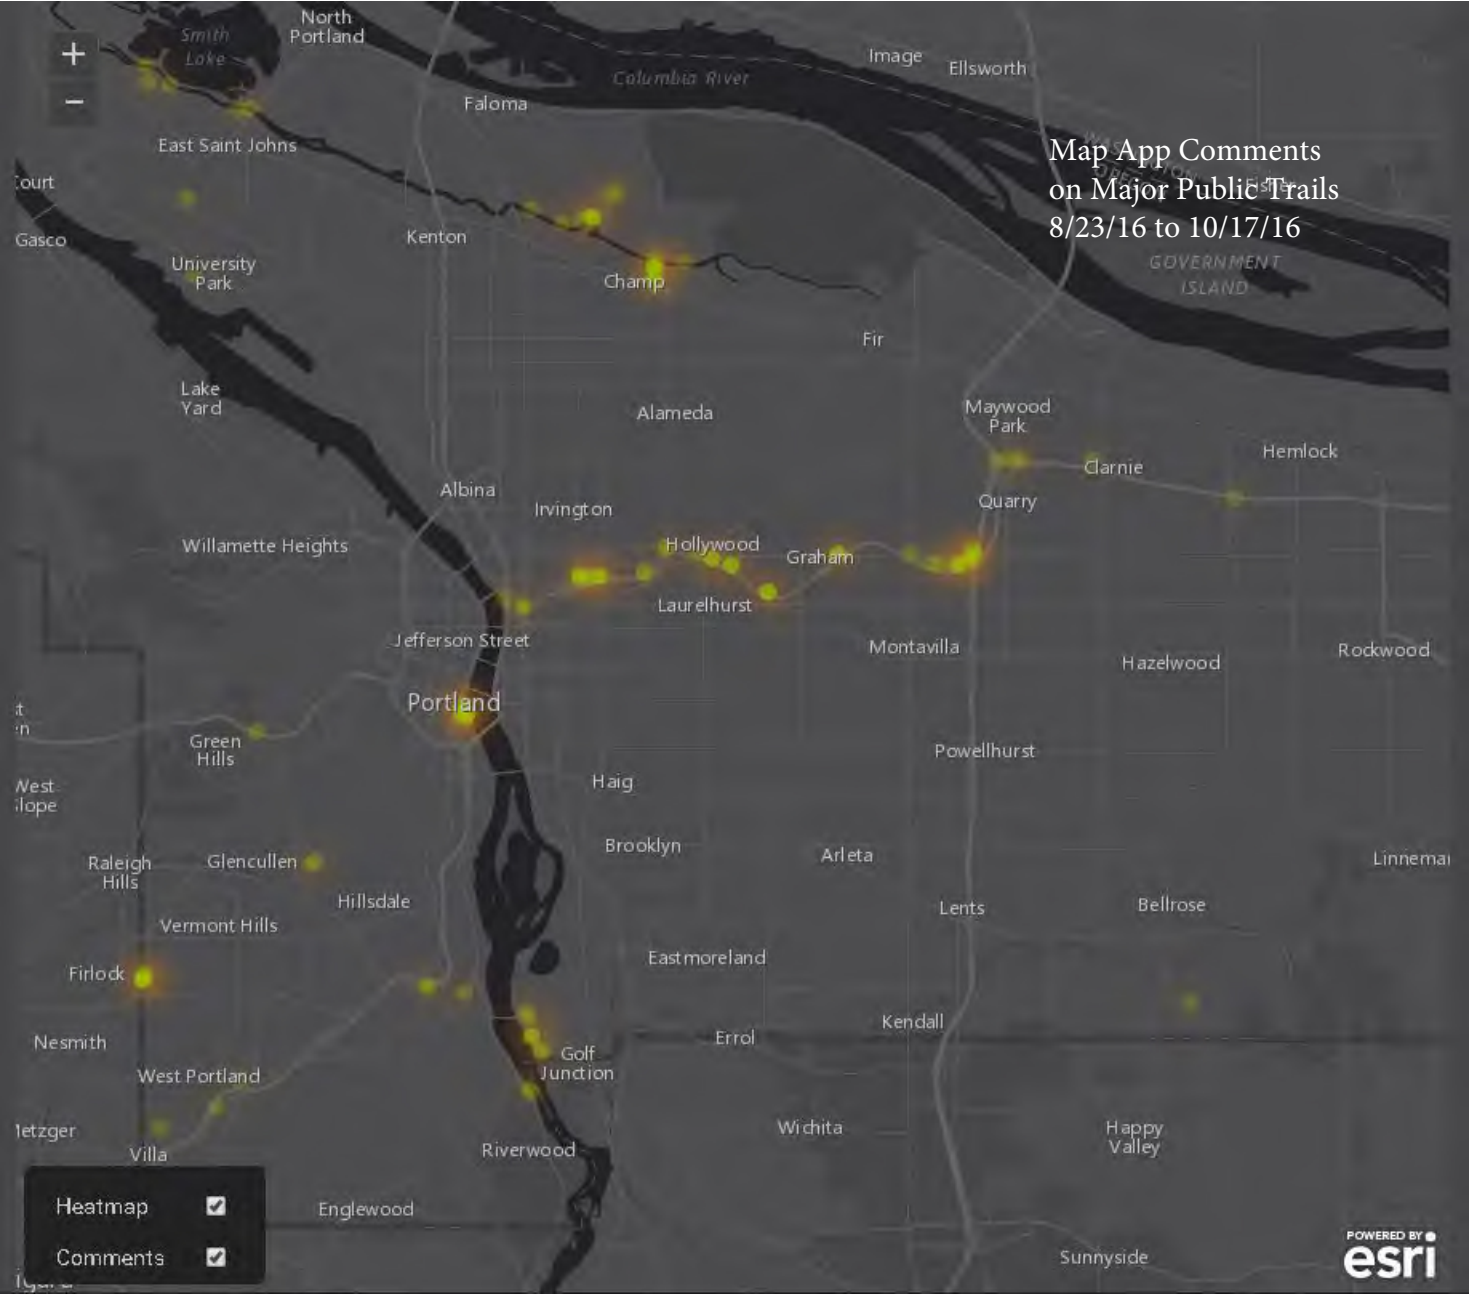 North
Portland
Smith
Lake
+
−
Image
Ellsworth
Columbia River
Faloma
East Saint Johns
Map App Comments
on Major Public Trails
8/23/16 to 10/17/16
Court
Gasco
Kenton
University
Park
Champ
GOVERNMENT
ISLAND
Fir
Lake
Yard
Alameda
Maywood
Park
Hemlock
Clarnie
Albina
Quarry
Irvington
Willamette Heights
Hollywood
Graham
Laurelhurst
Jefferson Street
Montavilla
Rockwood
Hazelwood
Portland
Green
Hills
Powellhurst
Haig
West
Slope
Brooklyn
Arleta
Linnemai
Raleigh
Hills
Glencullen
Hillsdale
Lents
Bellrose
Vermont Hills
Eastmoreland
Firlock
Kendall
Nesmith
Errol
Golf
Junction
West Portland
Metzger
Wichita
Happy
Valley
Villa
Riverwood
Heatmap
Englewood
Comments
POWERED BY
esri
Sunnyside